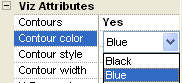 Viz Attributes
Contours Yes
Contour color Blue
Contour style Black
Contour width Blue